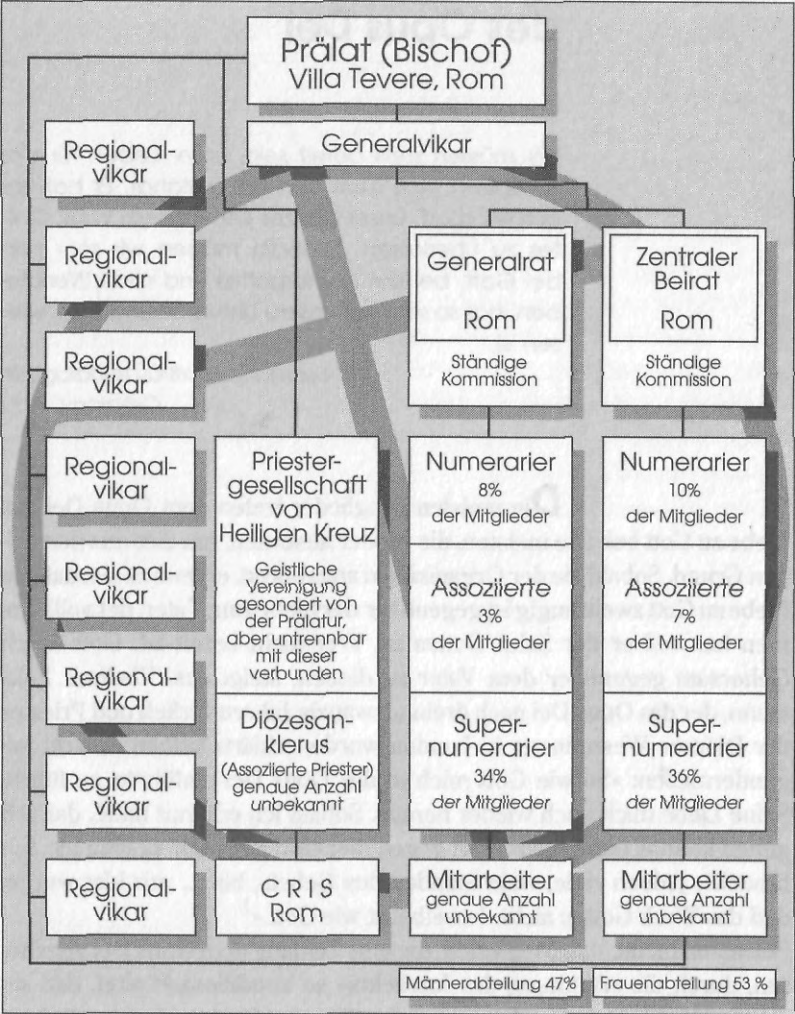 Prälat (Bischof)
Villa Tevere, Rom
Generalvikar
Regional-
vikar
Regional-
vikar
Regional-
vikar
Regional-
vikar
Regional-
vikar
Regional-
vikar
Regional-
vikar
Regional-
vikar
Generalrat
Rom
Ständige
Kommission
Zentraler
Beirat
Rom
Ständige
Kommission
Priester-
gesellschaft
vom
Heiligen Kreuz
Geistliche
Vereinigung
gesondert von
der Prälatur,
aber untrennbar
mit dieser
verbunden
Diözesan-
klerus
(Assoziierte Priester)
genaue Anzahl
unbekannt
C T I S
Rom
Numerarier
8%
der Mitglieder
Assoziierte
3%
der Mitglieder
Super-
numerarier
34%
der Mitglieder
Mitarbeiter
genaue Anzahl
unbekannt
Numerarier
10%
der Mitglieder
Assoziierte
7%
der Mitglieder
Super-
numerarier
36%
der Mitglieder
Mitarbeiter
genaue Anzahl
unbekannt
Männerabteilung 47%
Frauenabteilung 53 %